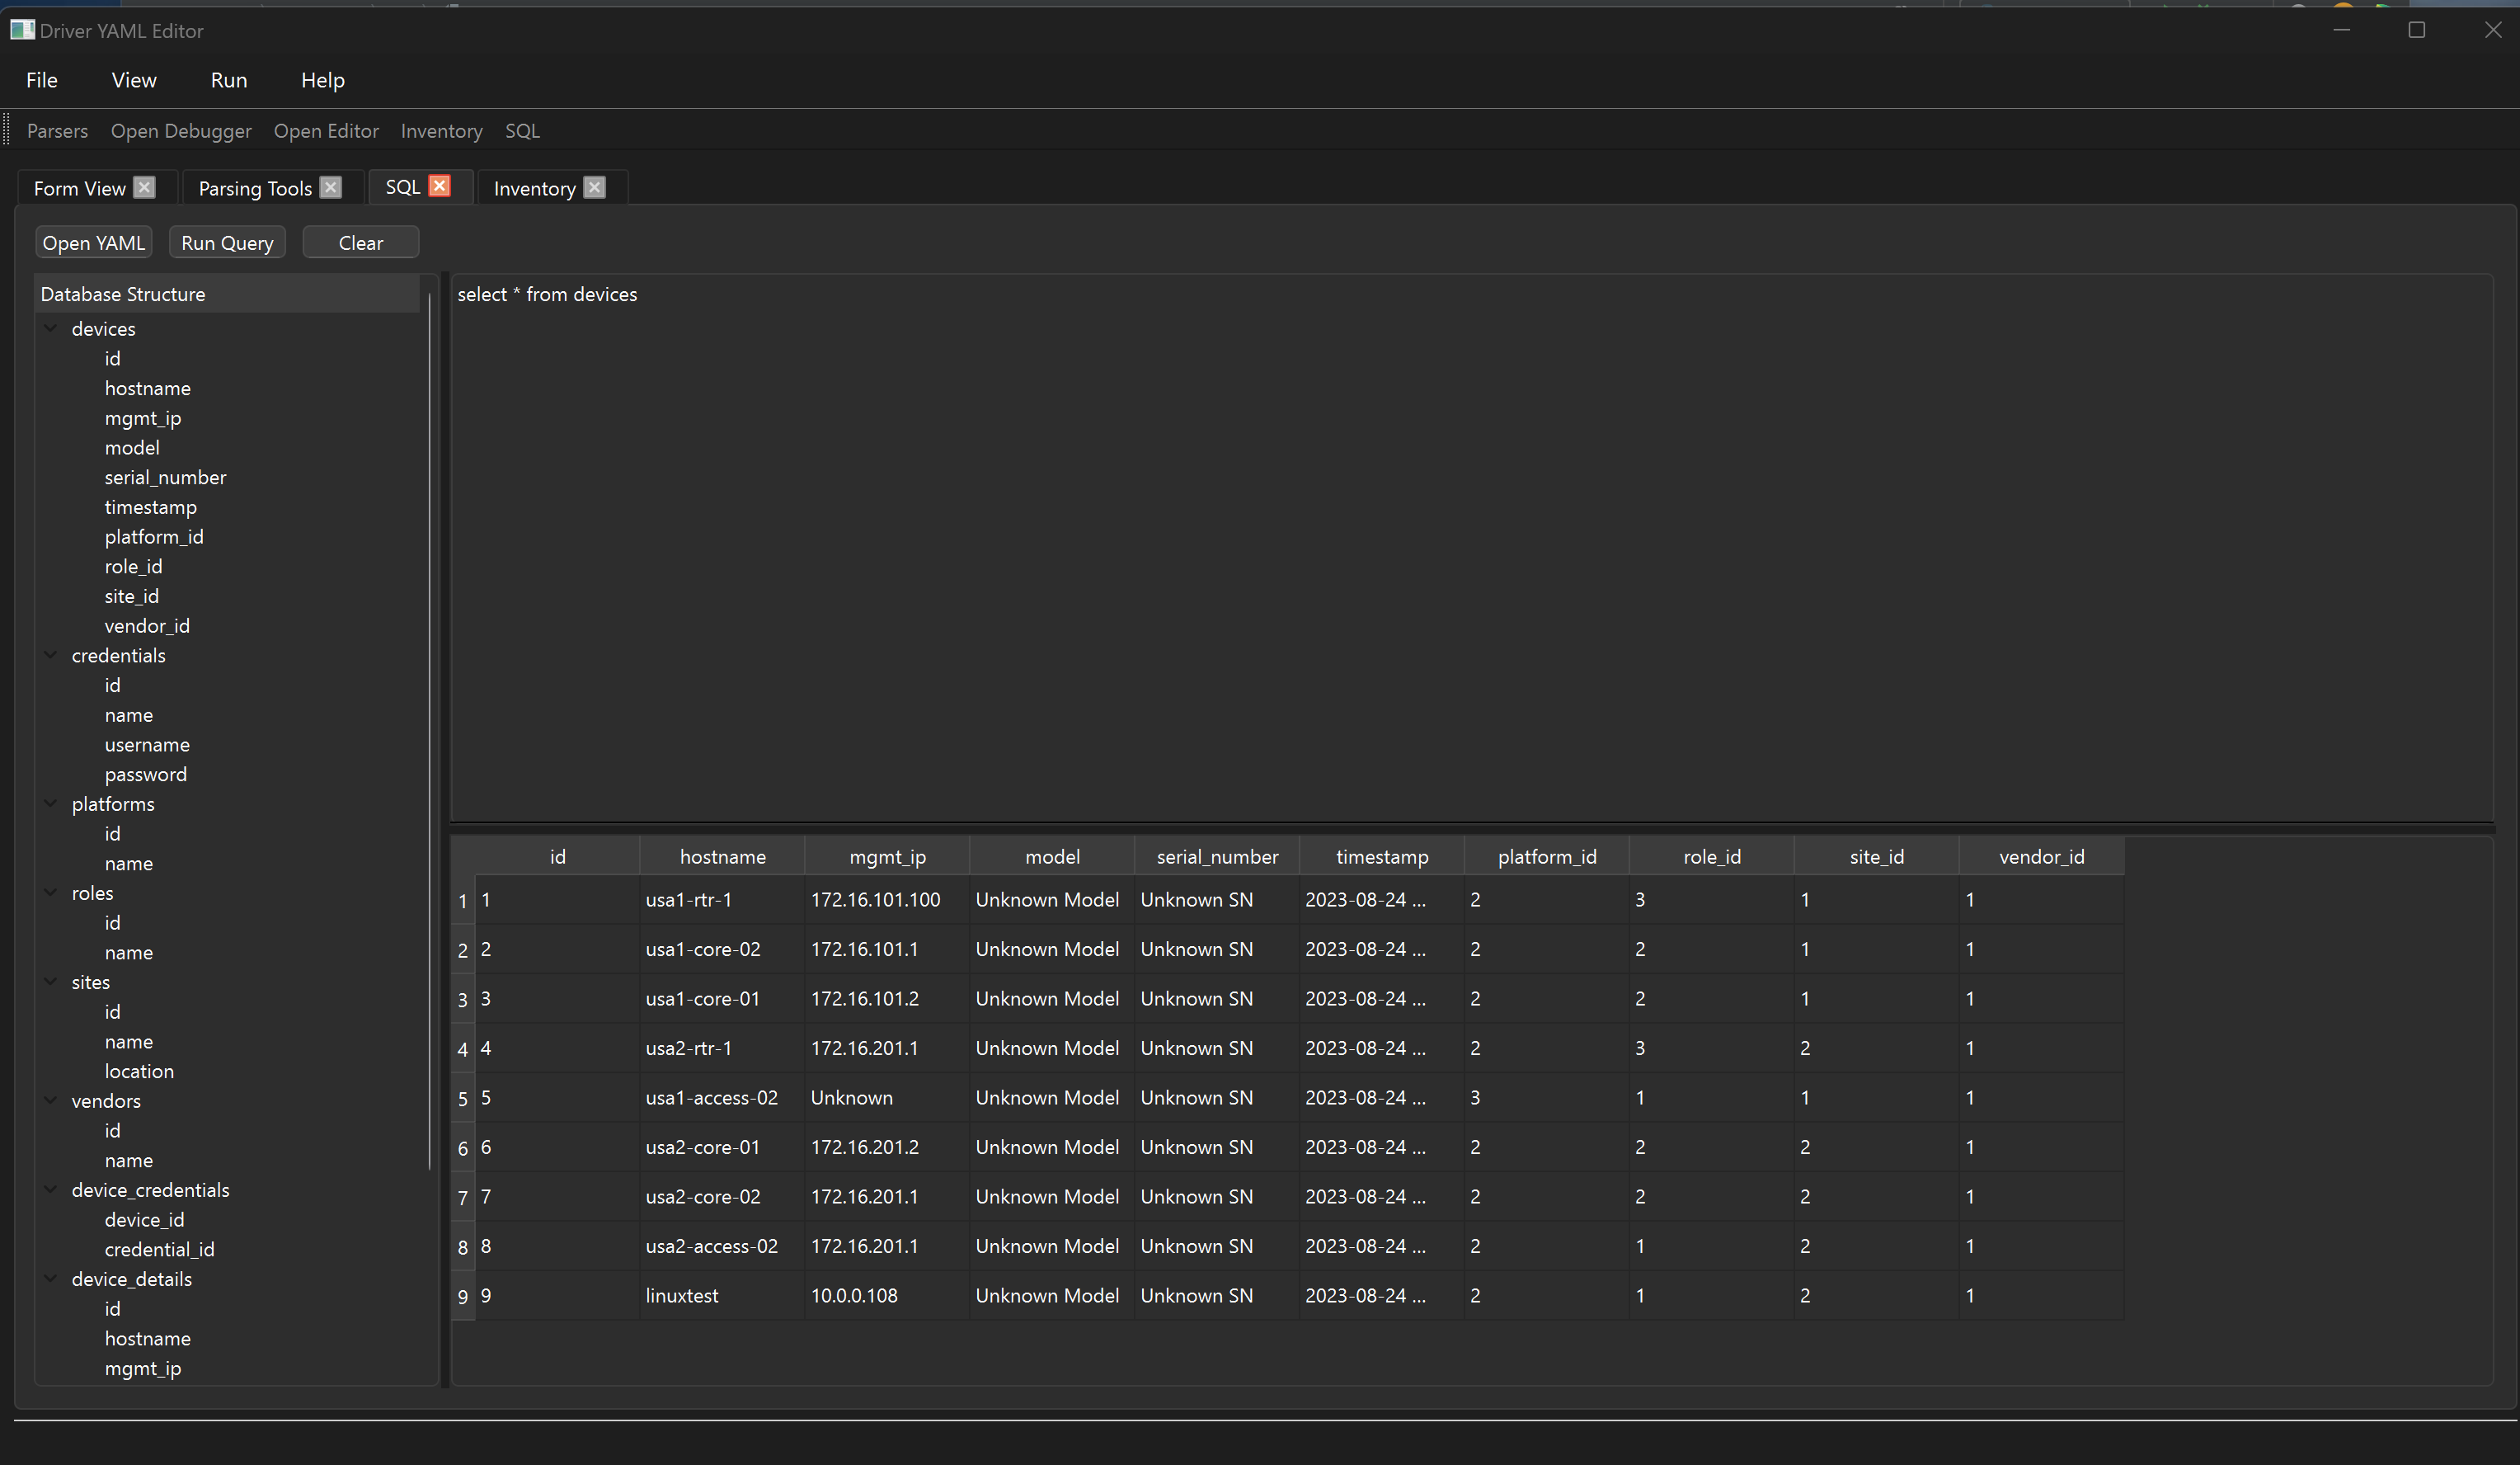 Driver YAML Editor
File View Run Help
Parsers Open Debugger Open Editor Inventory SQL
Form View Parsing Tools SQL Inventory
Open YAML Run Query Clear
Database Structure
devices
id
hostname
mgmt_ip
model
serial_number
timestamp
platform_id
role_id
site_id
vendor_id
credentials
id
name
username
password
platforms
id
name
roles
id
name
sites
id
name
location
vendors
id
name
device_credentials
device_id
credential_id
device_details
id
hostname
mgmt_ip
select * from devices
id hostname mgmt_ip model serial_number timestamp platform_id role_id site_id vendor_id
1 1 usa1-rtr-1 172.16.101.100 Unknown Model Unknown SN 2023-08-24 ... 2 3 1 1
2 2 usa1-core-02 172.16.101.1 Unknown Model Unknown SN 2023-08-24 ... 2 2 1 1
3 3 usa1-core-01 172.16.101.2 Unknown Model Unknown SN 2023-08-24 ... 2 2 1 1
4 4 usa2-rtr-1 172.16.201.1 Unknown Model Unknown SN 2023-08-24 ... 2 3 2 1
5 5 usa1-access-02 Unknown Unknown Model Unknown SN 2023-08-24 ... 3 1 1 1
6 6 usa2-core-01 172.16.201.2 Unknown Model Unknown SN 2023-08-24 ... 2 2 2 1
7 7 usa2-core-02 172.16.201.1 Unknown Model Unknown SN 2023-08-24 ... 2 2 2 1
8 8 usa2-access-02 172.16.201.1 Unknown Model Unknown SN 2023-08-24 ... 2 1 2 1
9 9 linuxtest 10.0.0.108 Unknown Model Unknown SN 2023-08-24 ... 2 1 2 1